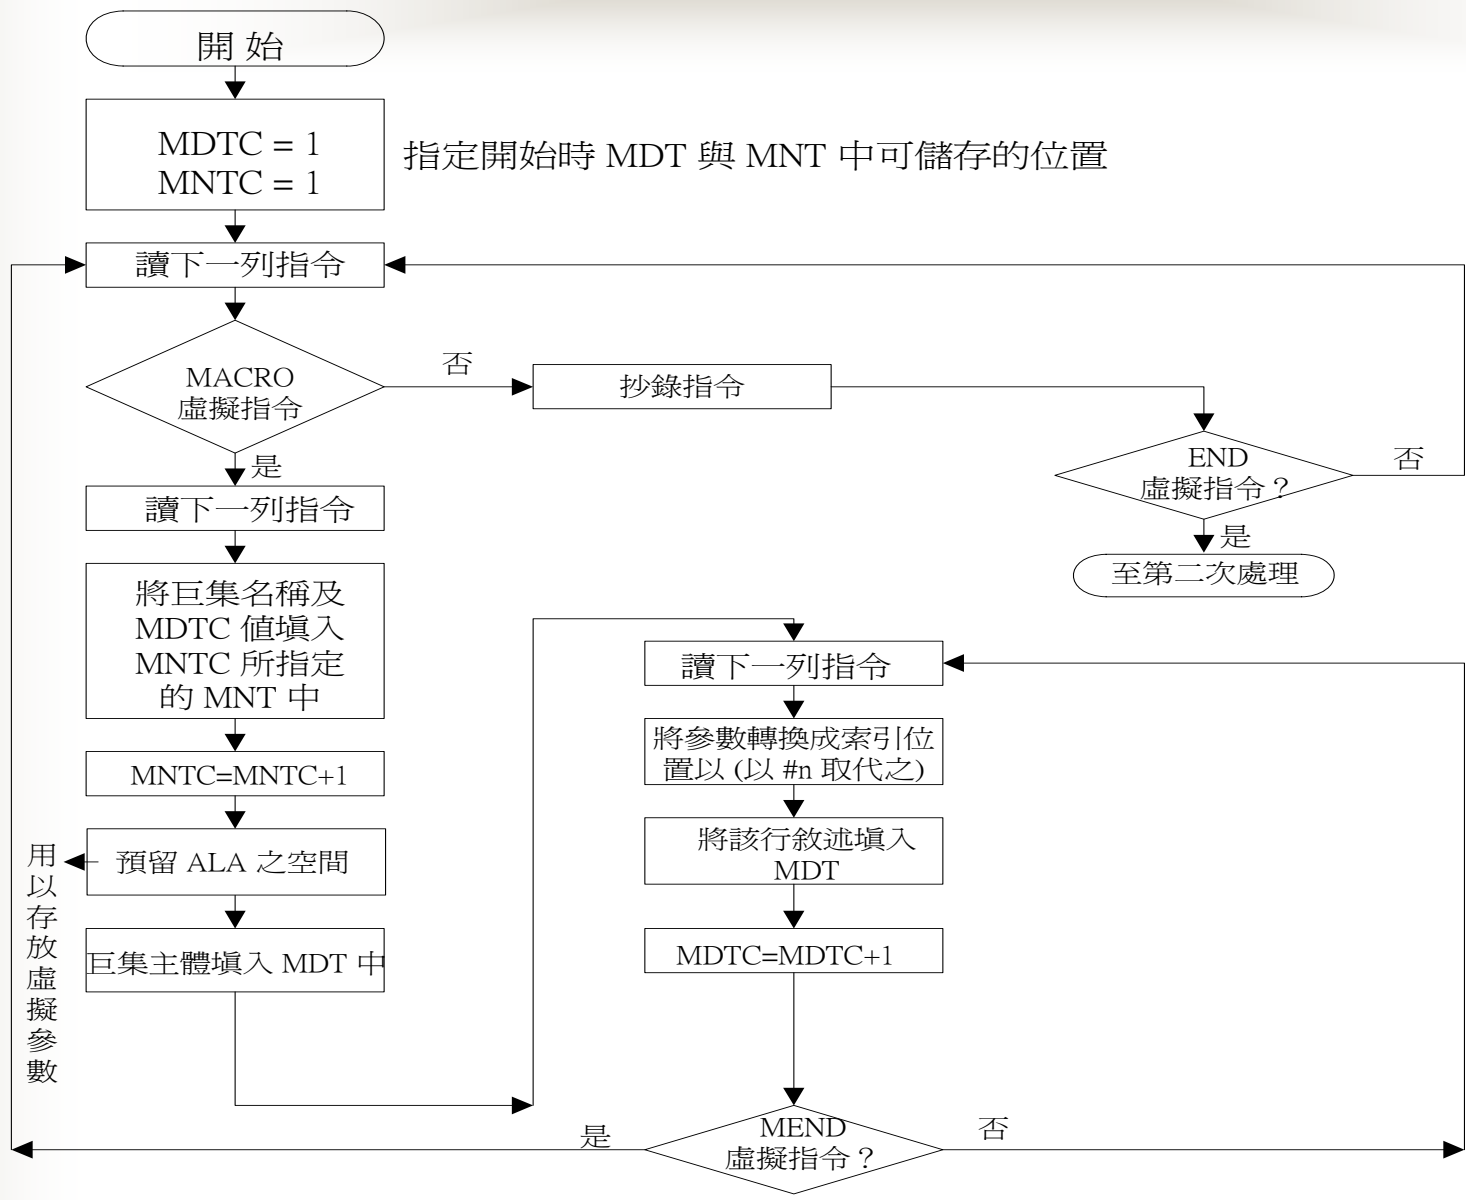 開 始
MDTC = 1
MNTC = 1
指定開始時 MDT 與 MNT 中可儲存的位置
讀下一列指令
MACRO
虛擬指令
否
抄錄指令
END
虛擬指令？
否
是
至第二次處理
是
讀下一列指令
將巨集名稱及
MDTC 值填入
MNTC 所指定
的 MNT 中
MNTC=MNTC+1
預留 ALA 之空間
用以存放虛擬參數
巨集主體填入 MDT 中
讀下一列指令
將參數轉換成索引位
置以 (以 #n 取代之)
將該行敘述填入
MDT
MDTC=MDTC+1
MEND
虛擬指令？
是
否